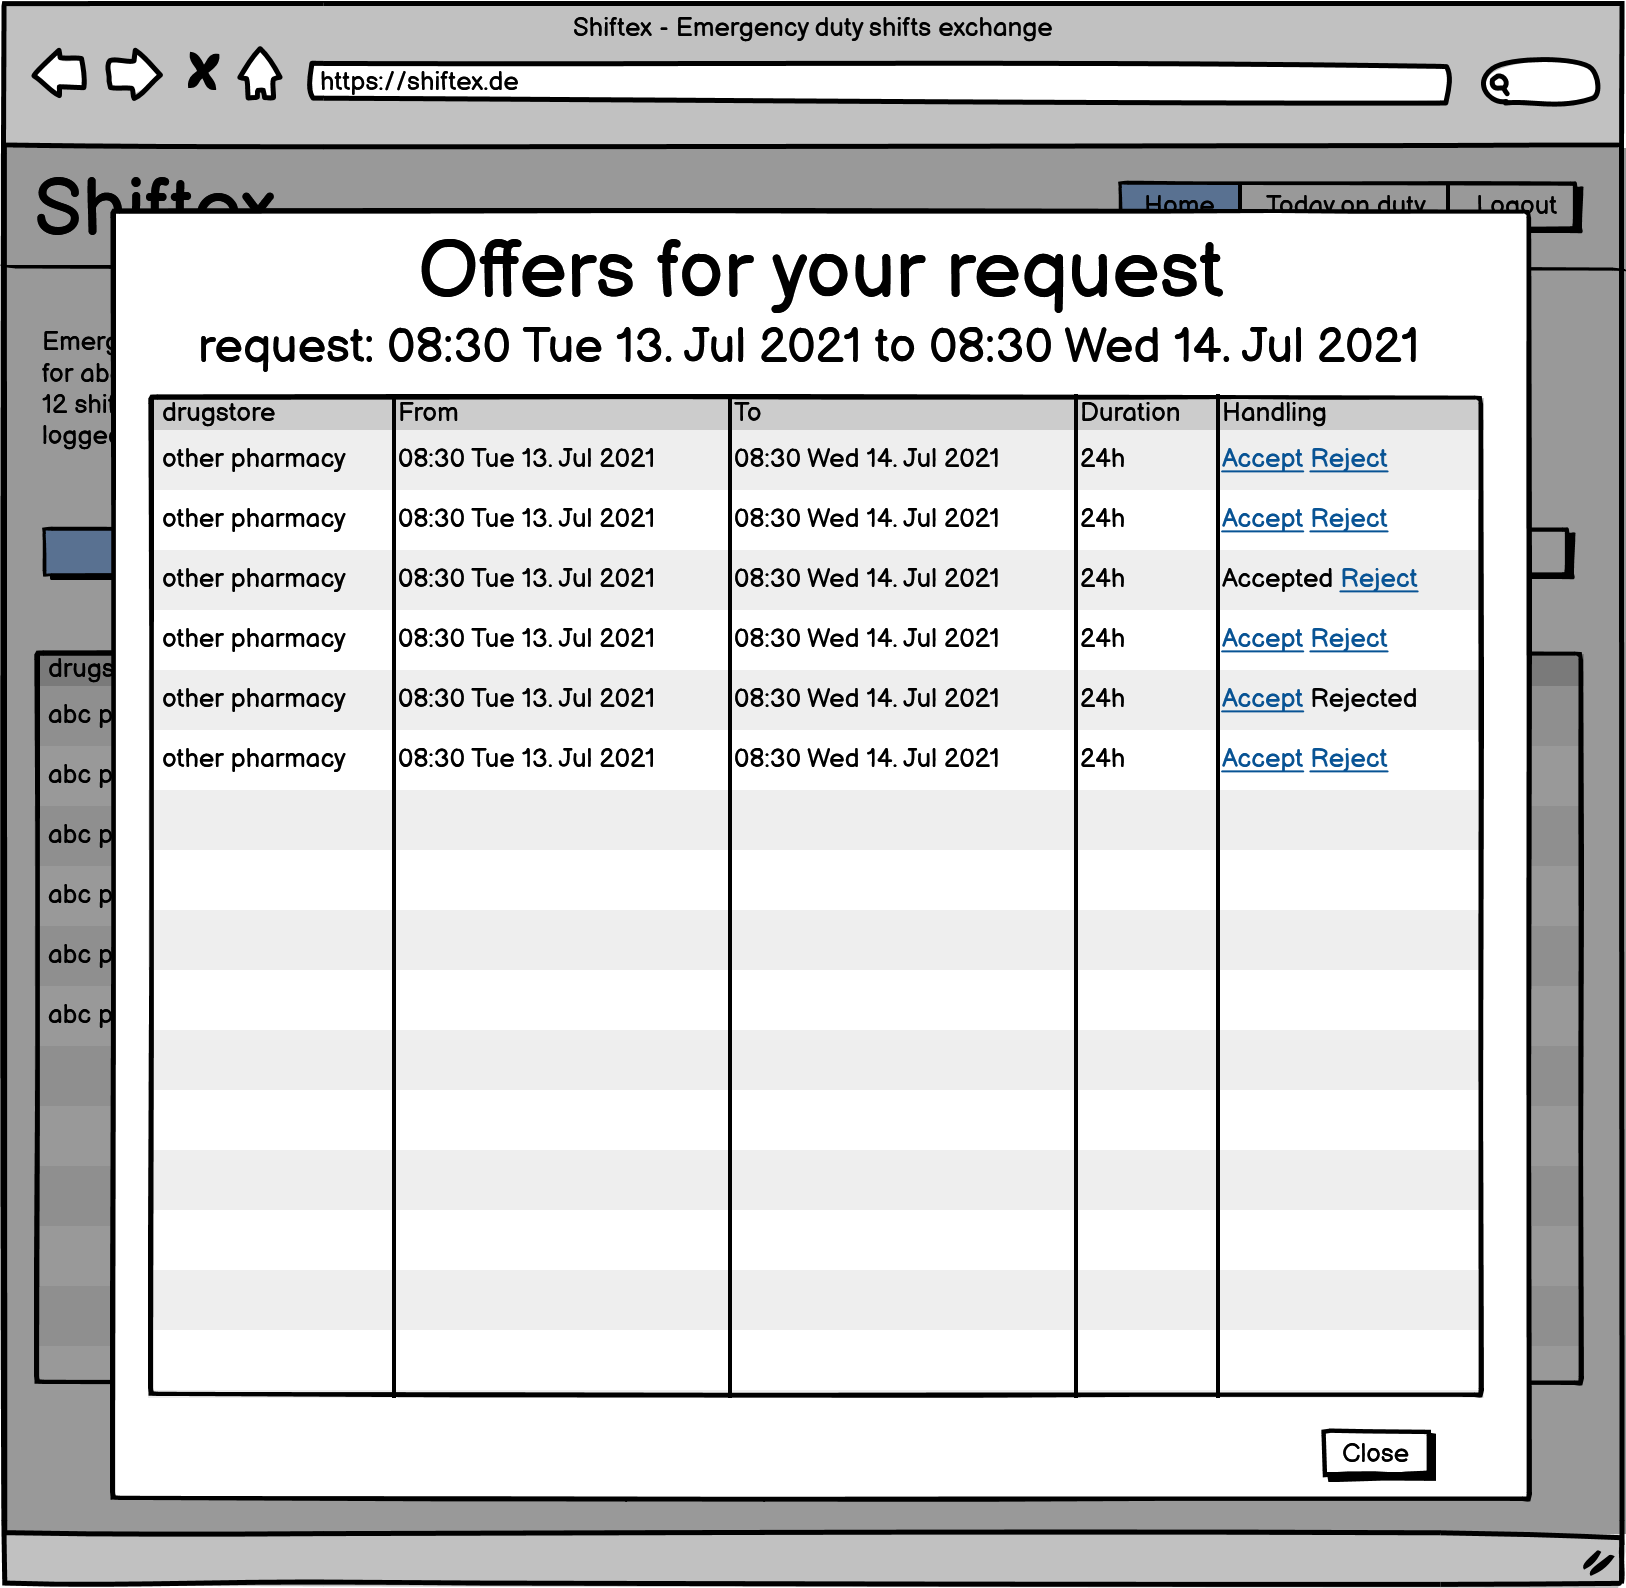 Shiftex - Emergency duty shifts exchange
https://shiftex.de
Shiftex
Home Today on duty Logout
Offers for your request
request: 08:30 Tue 13. Jul 2021 to 08:30 Wed 14. Jul 2021
for
12
drugstore From To Duration Handling
other pharmacy 08:30 Tue 13. Jul 2021 08:30 Wed 14. Jul 2021 24h Accept Reject
other pharmacy 08:30 Tue 13. Jul 2021 08:30 Wed 14. Jul 2021 24h Accept Reject
other pharmacy 08:30 Tue 13. Jul 2021 08:30 Wed 14. Jul 2021 24h Accepted Reject
other pharmacy 08:30 Tue 13. Jul 2021 08:30 Wed 14. Jul 2021 24h Accept Reject
other pharmacy 08:30 Tue 13. Jul 2021 08:30 Wed 14. Jul 2021 24h Accept Rejected
other pharmacy 08:30 Tue 13. Jul 2021 08:30 Wed 14. Jul 2021 24h Accept Reject
abc
abc
abc
abc
abc
abc
Close